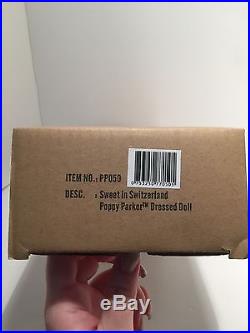 ITEM NO.: PP059
DESC. : Sweet in Switzerland
Poppy Parker™ Dressed Doll